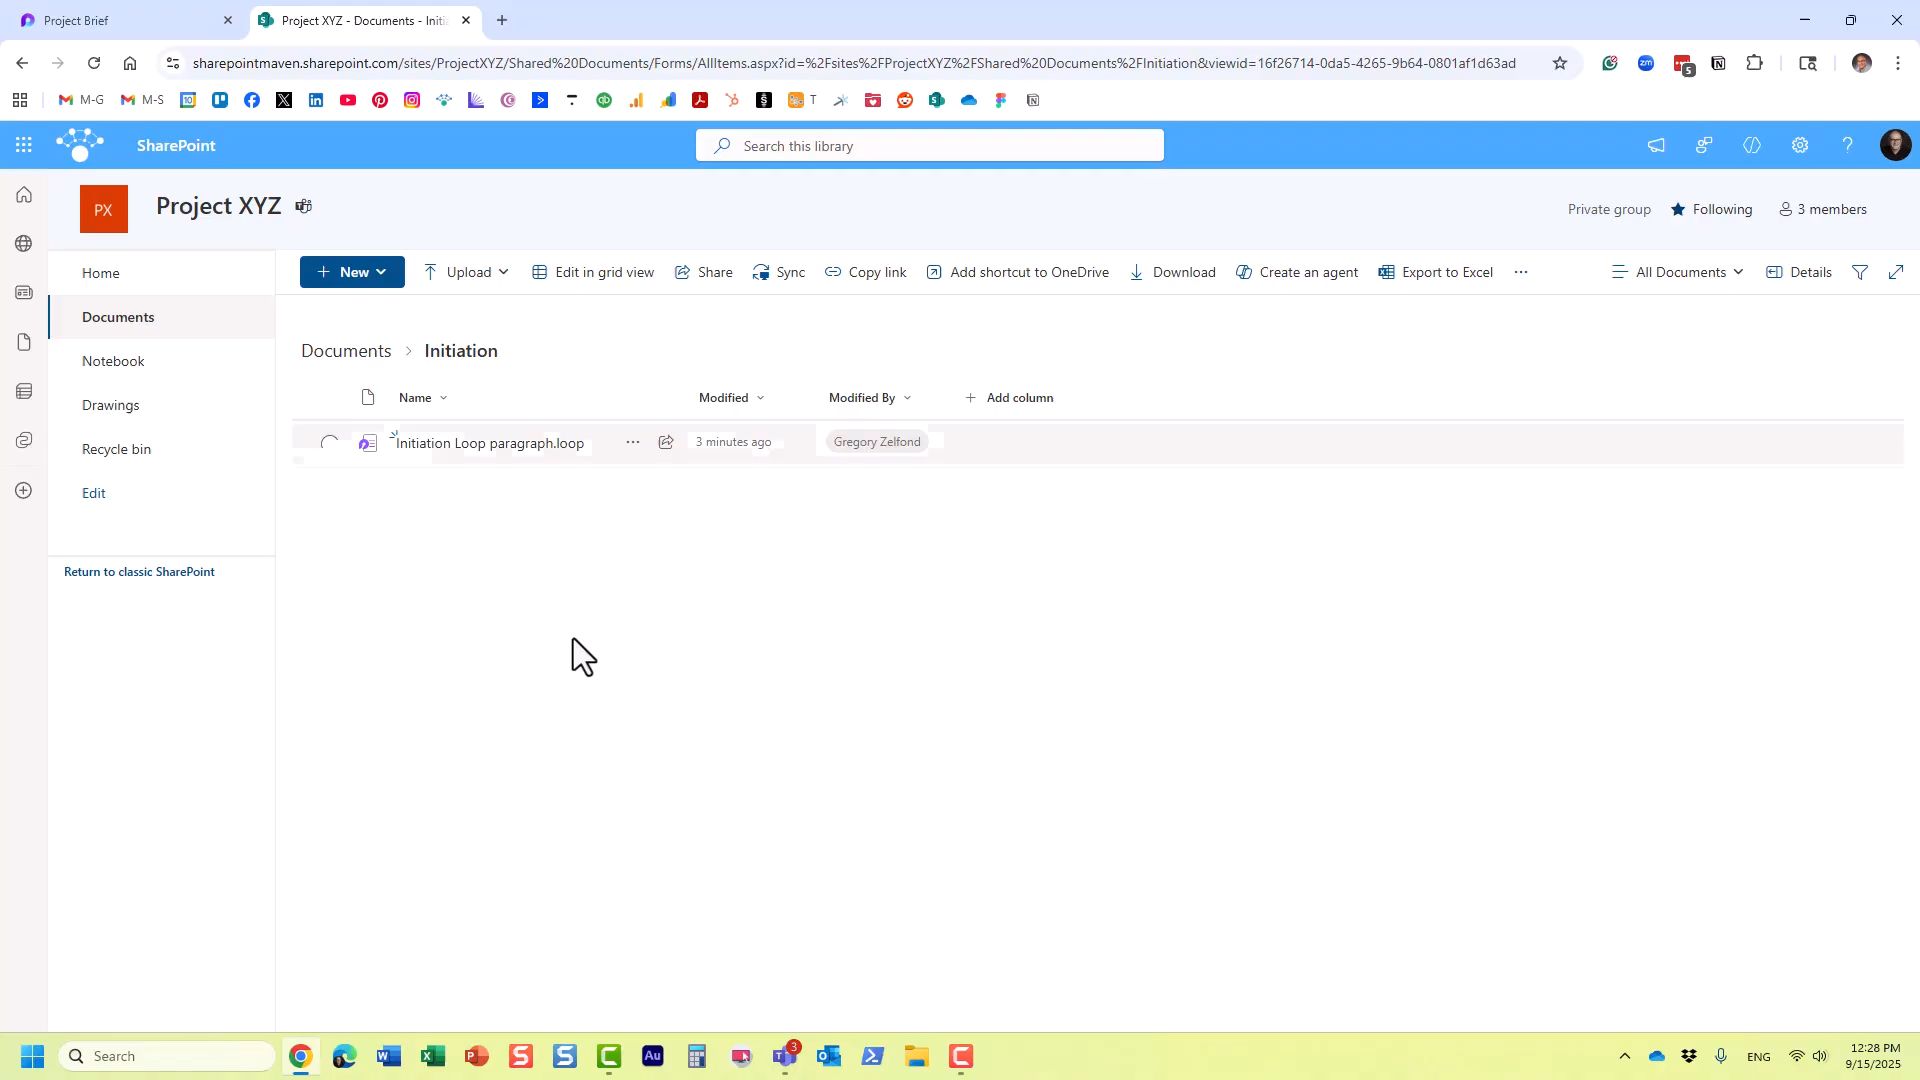 Project Brief
Project XYZ - Documents - Initia
sharepointmaven.sharepoint.com/sites/ProjectXYZ/Shared%20Documents/Forms/AllItems.aspx?id=%2Fsites%2FProjectXYZ%2FShared%20Documents%2FInitiation&viewid=16f26714-0da5-4265-9b64-0801af1d63ad
M-G
M-S
T
SharePoint
Search this library
PX
Project XYZ
Private group
Following
3 members
Home
Documents
Notebook
Drawings
Recycle bin
Edit
Return to classic SharePoint
New
Upload
Edit in grid view
Share
Sync
Copy link
Add shortcut to OneDrive
Download
Create an agent
Export to Excel
All Documents
Details
Documents > Initiation
Name
Modified
Modified By
Add column
Initiation Loop paragraph.loop
3 minutes ago
Gregory Zelfond
Search
3
ENG
12:28 PM
9/15/2025